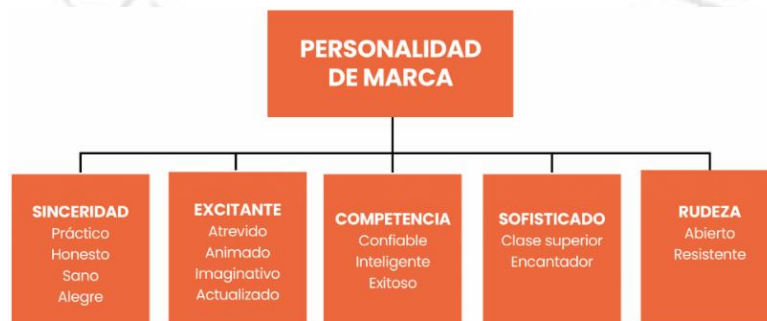 PERSONALIDAD
DE MARCA
SINCERIDAD
Práctico
Honesto
Sano
Alegre
EXCITANTE
Atrevido
Animado
Imaginativo
Actualizado
COMPETENCIA
Confiable
Inteligente
Exitoso
SOFISTICADO
Clase superior
Encantador
RUDEZA
Abierto
Resistente